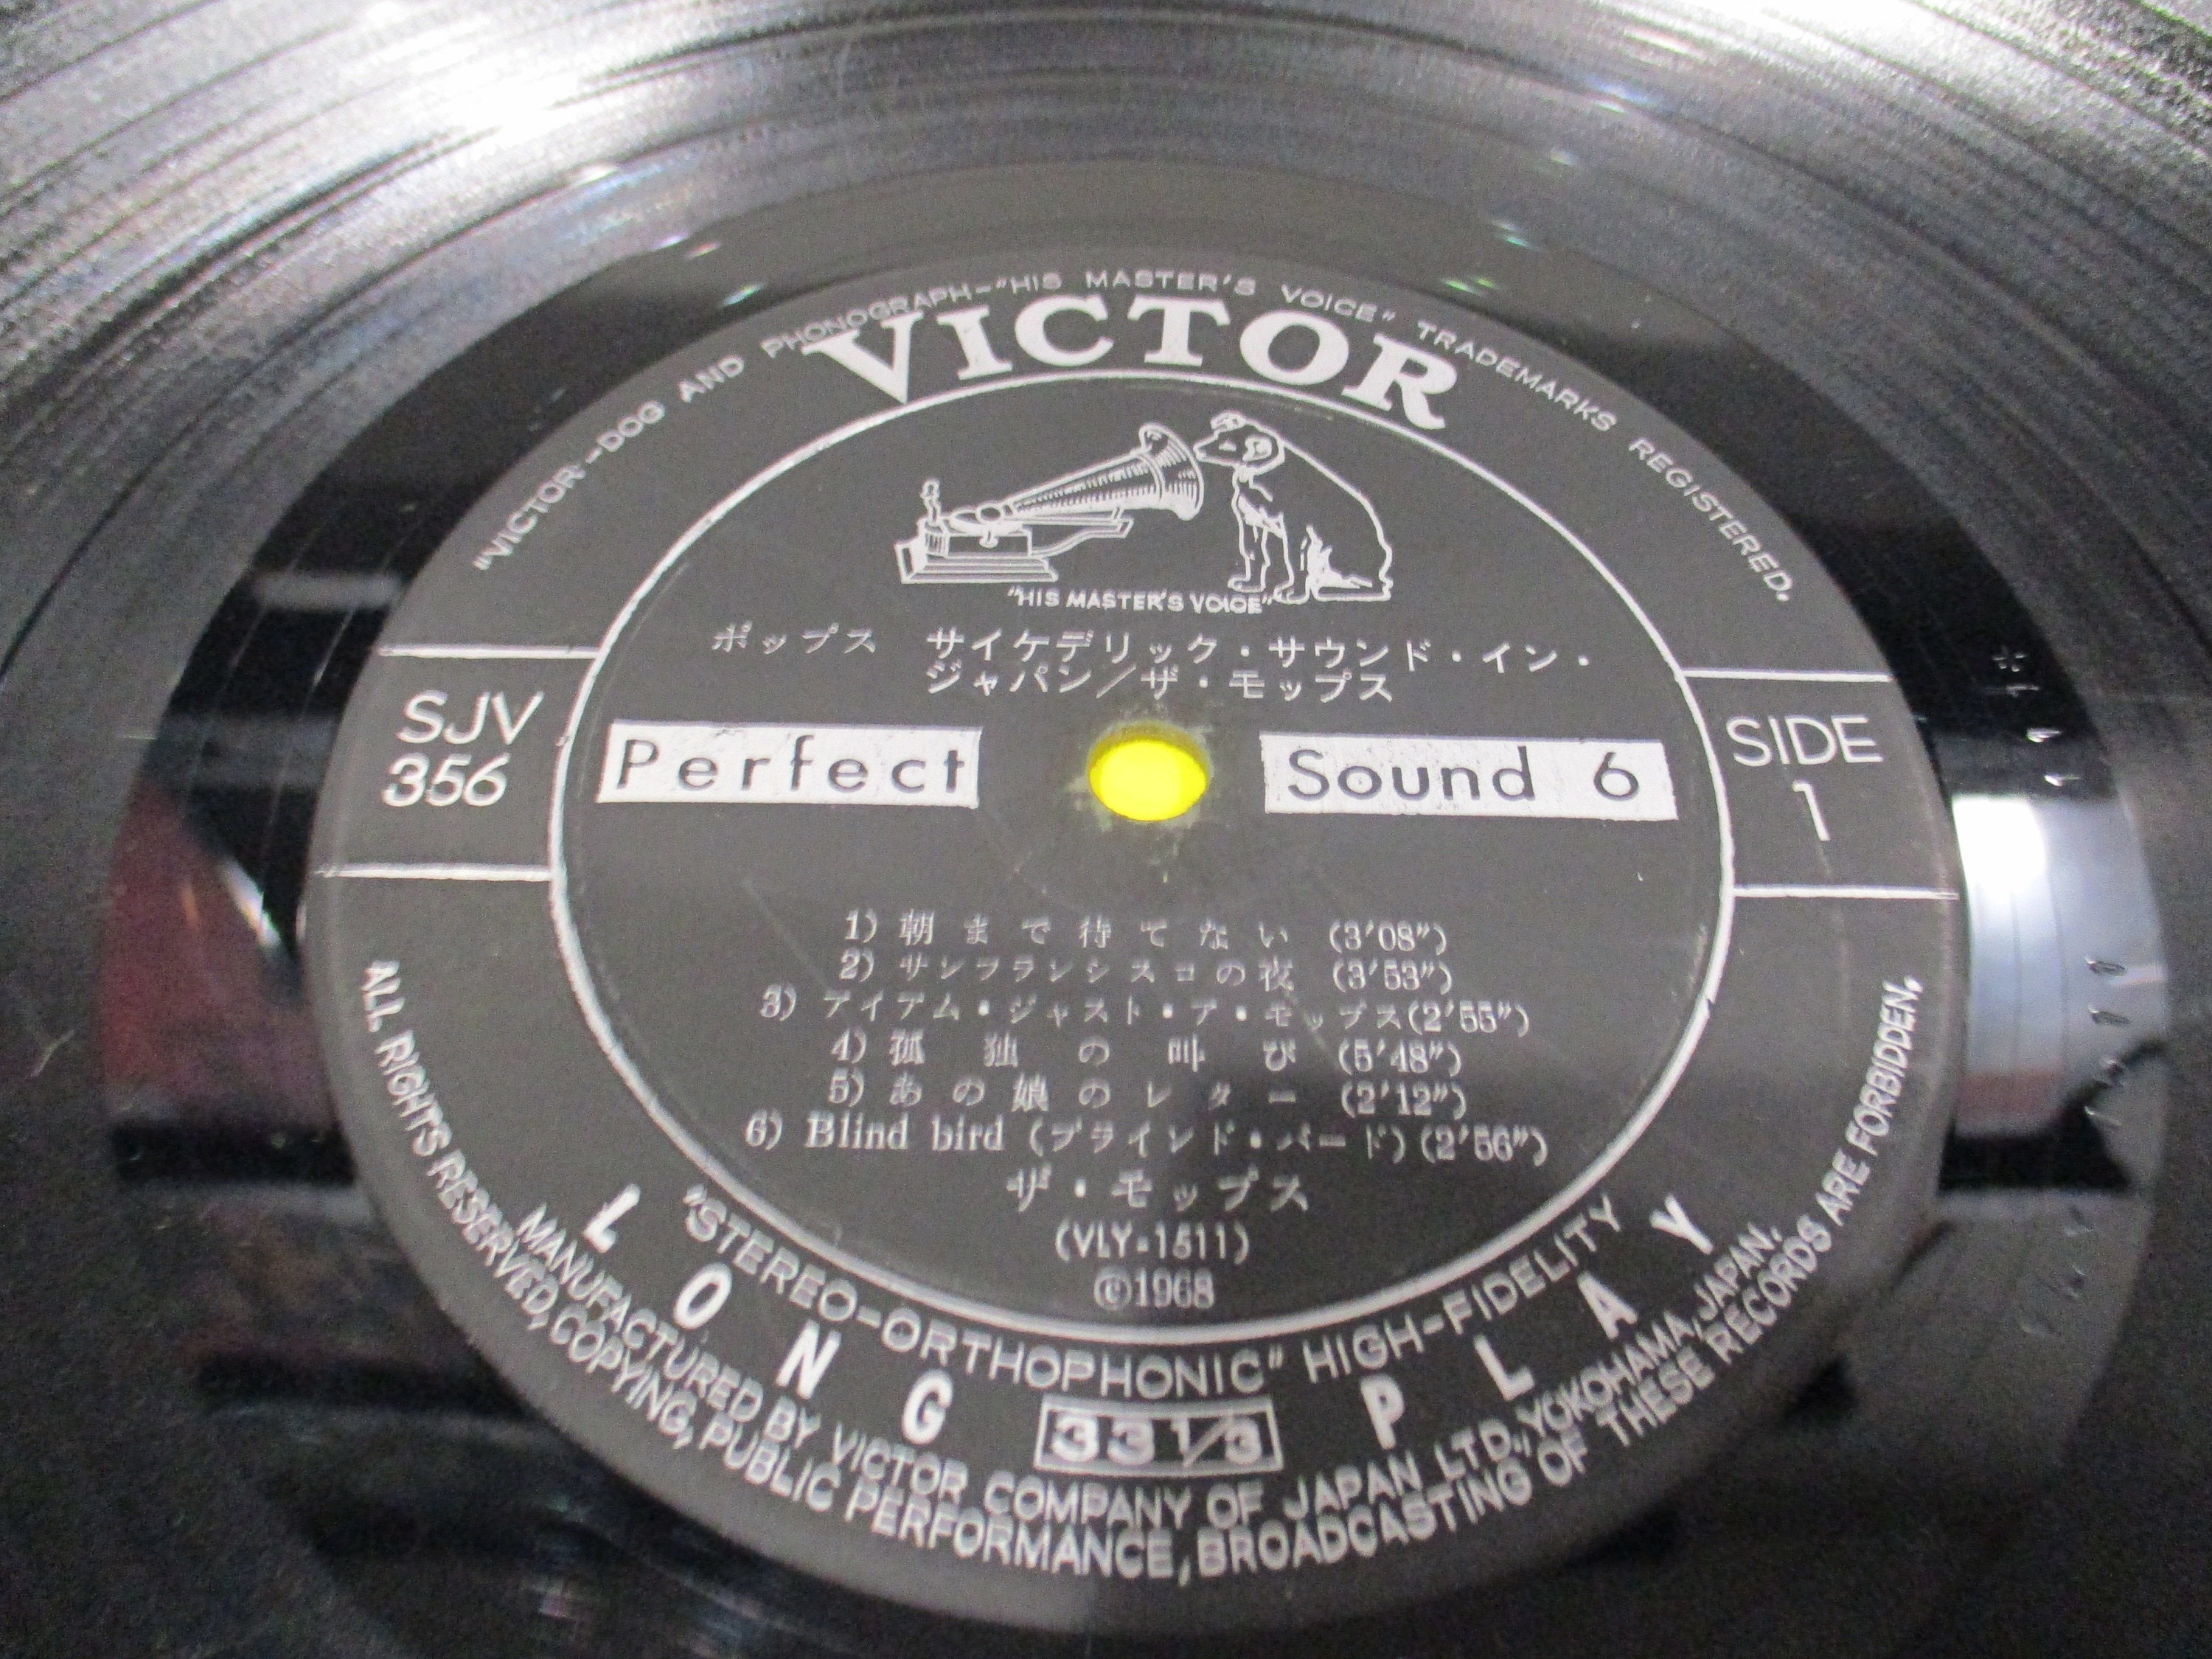 "VICTOR-DOG AND PHONOGRAPH-"HIS MASTER'S VOICE" TRADEMARKS REGISTERED.
VICTOR
"HIS MASTER'S VOICE"
ポップス サイケデリック・サウンド・イン・
ジャパン/ザ・モップス
SJV
356
Perfect Sound 6
SIDE
1
1) 朝まで待てない (3'08")
2) サンフランシスコの夜 (3'53")
3) アイアム・ジャスト・ア・モップス(2'55")
4) 孤独の叫び (5'48")
5) あの娘のレター (2'12")
6) Blind bird (ブラインド・バード) (2'56")
ザ・モップス
(VLY-1511)
Ⓟ1968
"STEREO-ORTHOPHONIC" HIGH-FIDELITY
LONG 33 1/3 PLAY
MANUFACTURED BY VICTOR COMPANY OF JAPAN, LTD., YOKOHAMA, JAPAN.
ALL RIGHTS RESERVED, COPYING, PUBLIC PERFORMANCE, BROADCASTING OF THESE RECORDS ARE FORBIDDEN.